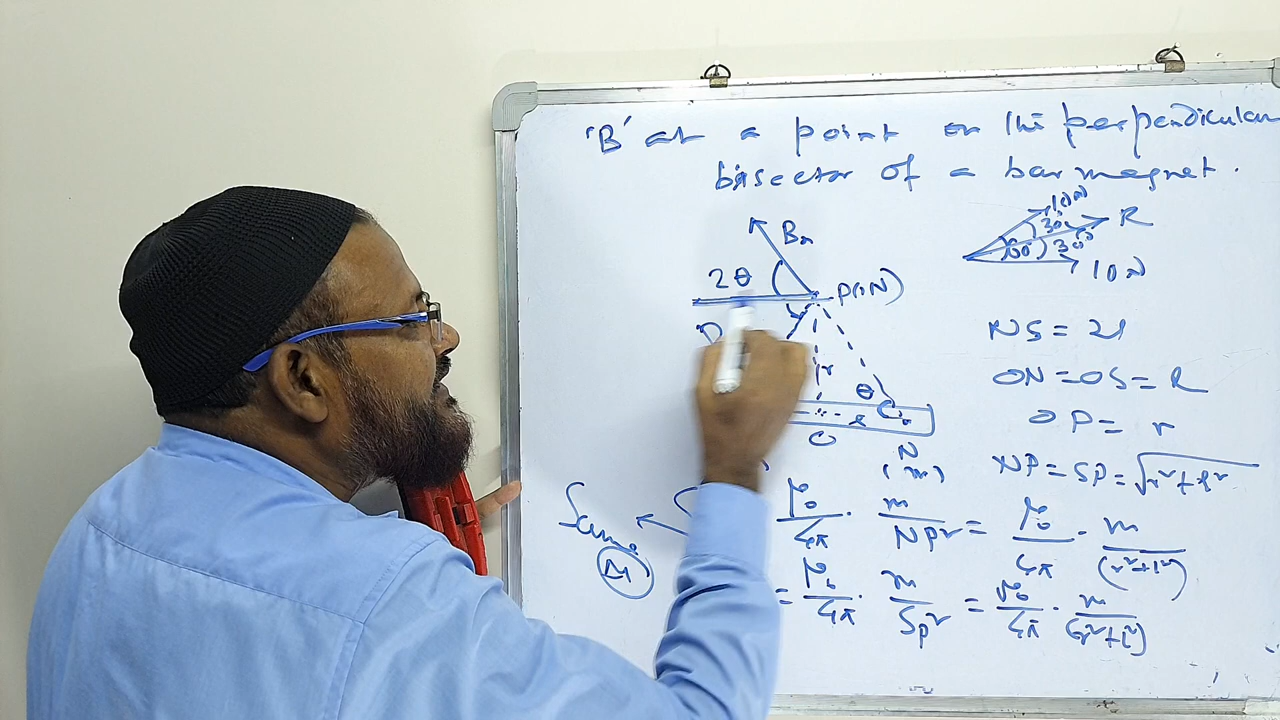 'B' at a point on the perpendicular
bisector of a bar magnet.
10N
30°
R
60° 30°
10N
Bₙ
2θ
P(1N)
r
θ
O
N
(m)
NS = 2l
ON = OS = l
OP = r
NP = SP = √r²+l²
μ₀/4π · m/NP² = μ₀/4π · m/(r²+l²)
= μ₀/4π · m/SP² = μ₀/4π · m/(r²+l²)
Same